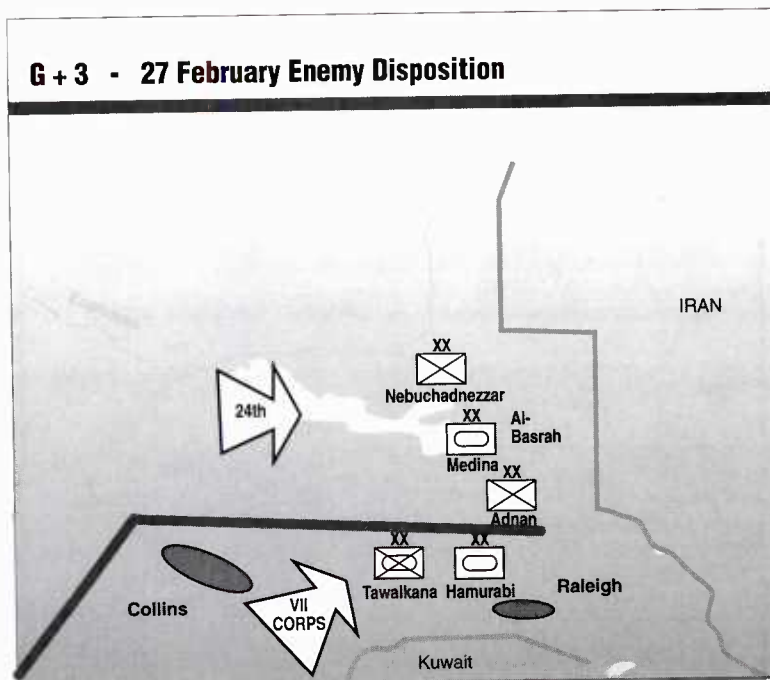 G + 3 - 27 February Enemy Disposition
IRAN
XX
Nebuchadnezzar
24th
XX
Al-
Basrah
Medina
XX
Adnan
XX
XX
Tawalkana
Hamurabi
Collins
VII
CORPS
Raleigh
Kuwait